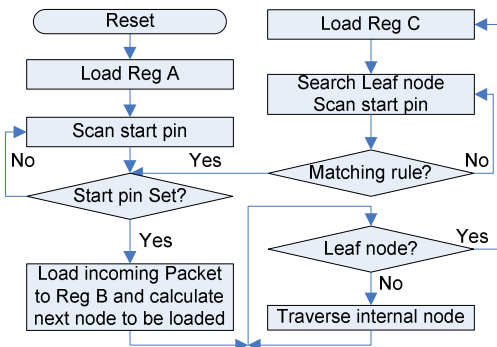 Reset
Load Reg A
Scan start pin
No
Start pin Set?
Yes
Load incoming Packet
to Reg B and calculate
next node to be loaded
Load Reg C
Search Leaf node
Scan start pin
Yes
Matching rule?
No
Leaf node?
Yes
No
Traverse internal node